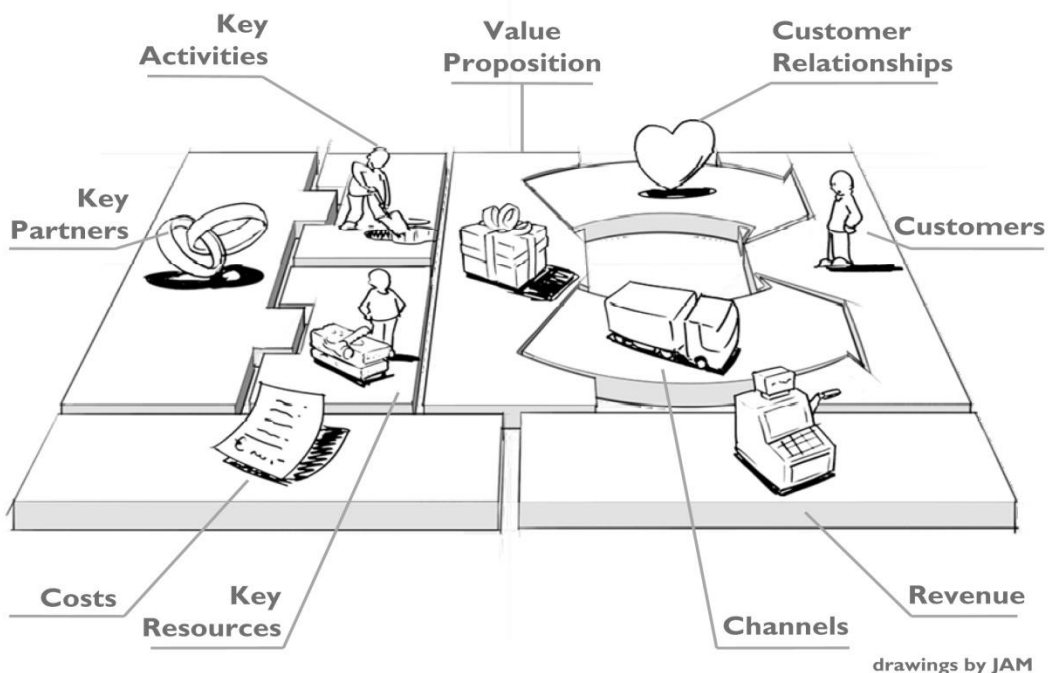 Key
Activities
Value
Proposition
Customer
Relationships
Key
Partners
Customers
Costs
Key
Resources
Channels
Revenue
drawings by JAM